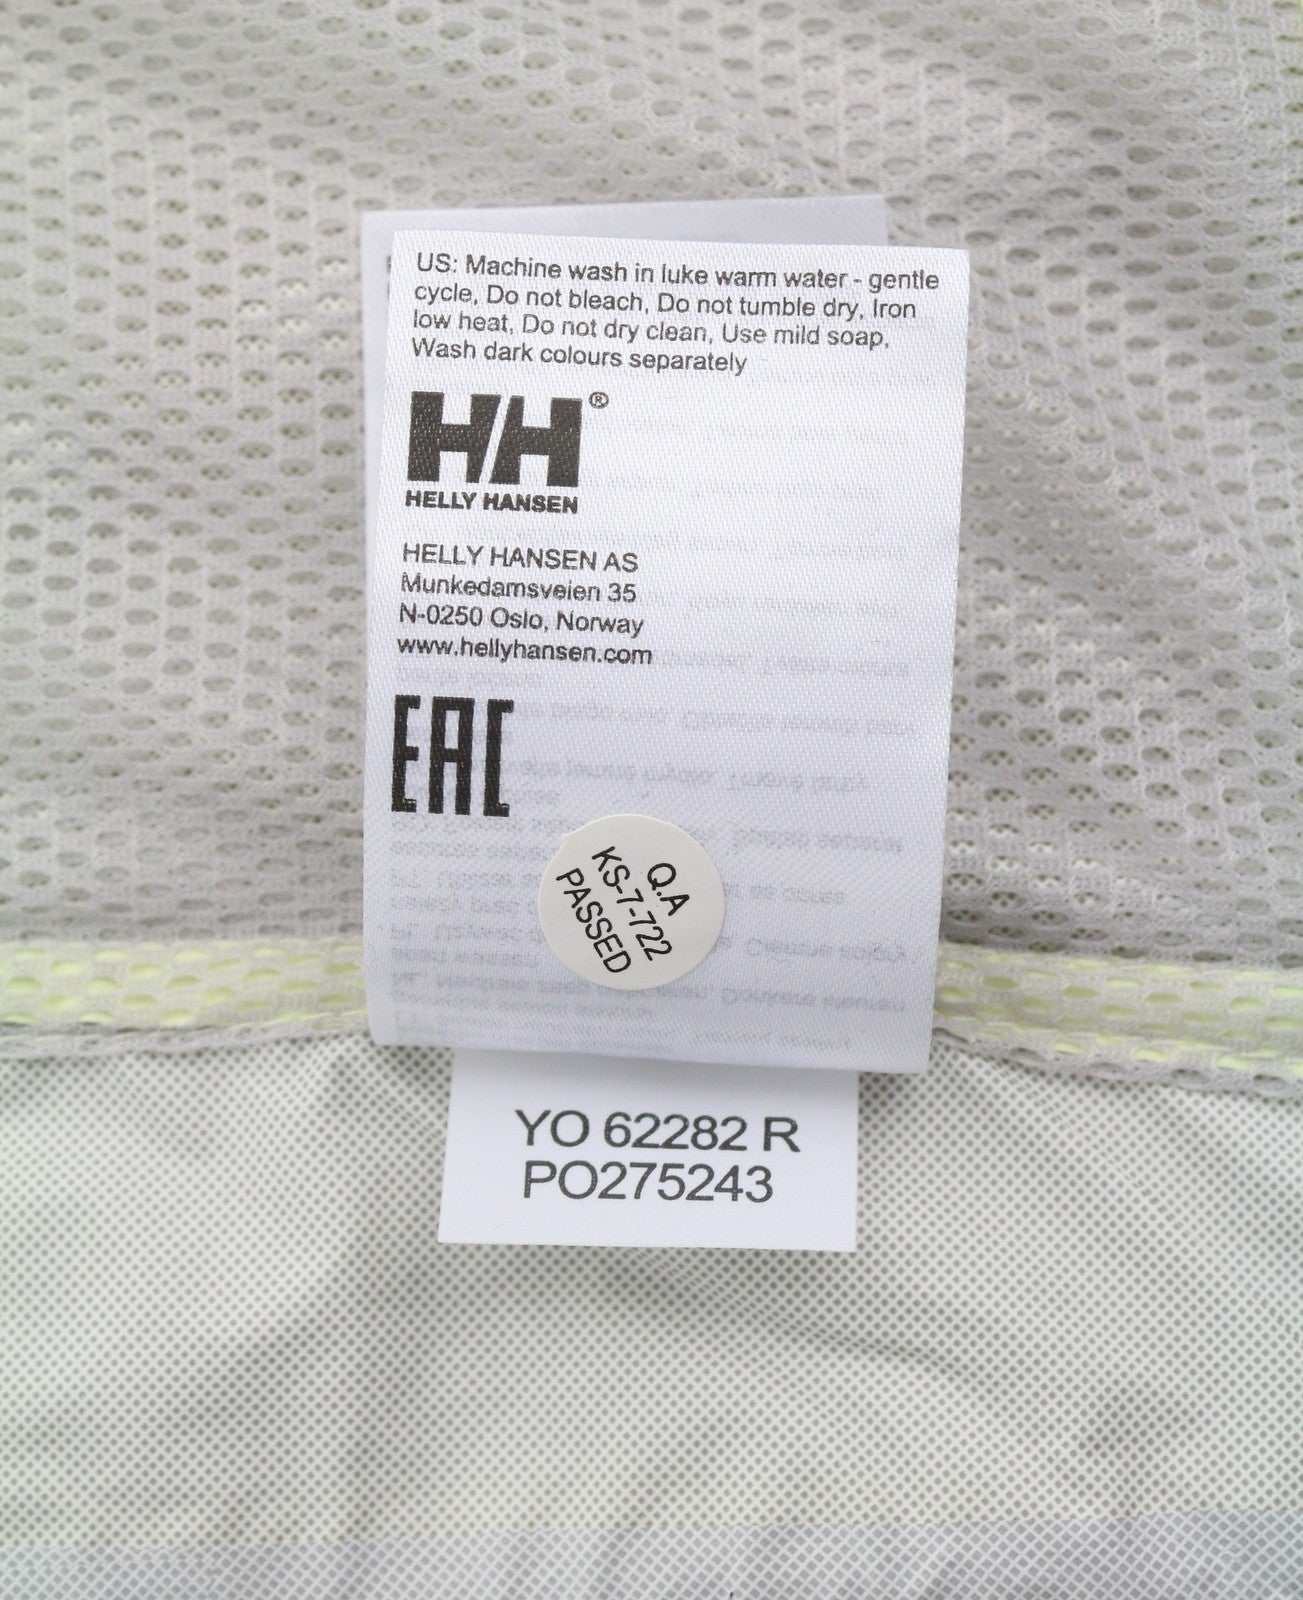 US: Machine wash in luke warm water - gentle
cycle, Do not bleach, Do not tumble dry, Iron
low heat, Do not dry clean, Use mild soap,
Wash dark colours separately
HH®
HELLY HANSEN
HELLY HANSEN AS
Munkedamsveien 35
N-0250 Oslo, Norway
www.hellyhansen.com
EAC
Q.A
KS-7-722
PASSED
YO 62282 R
PO275243